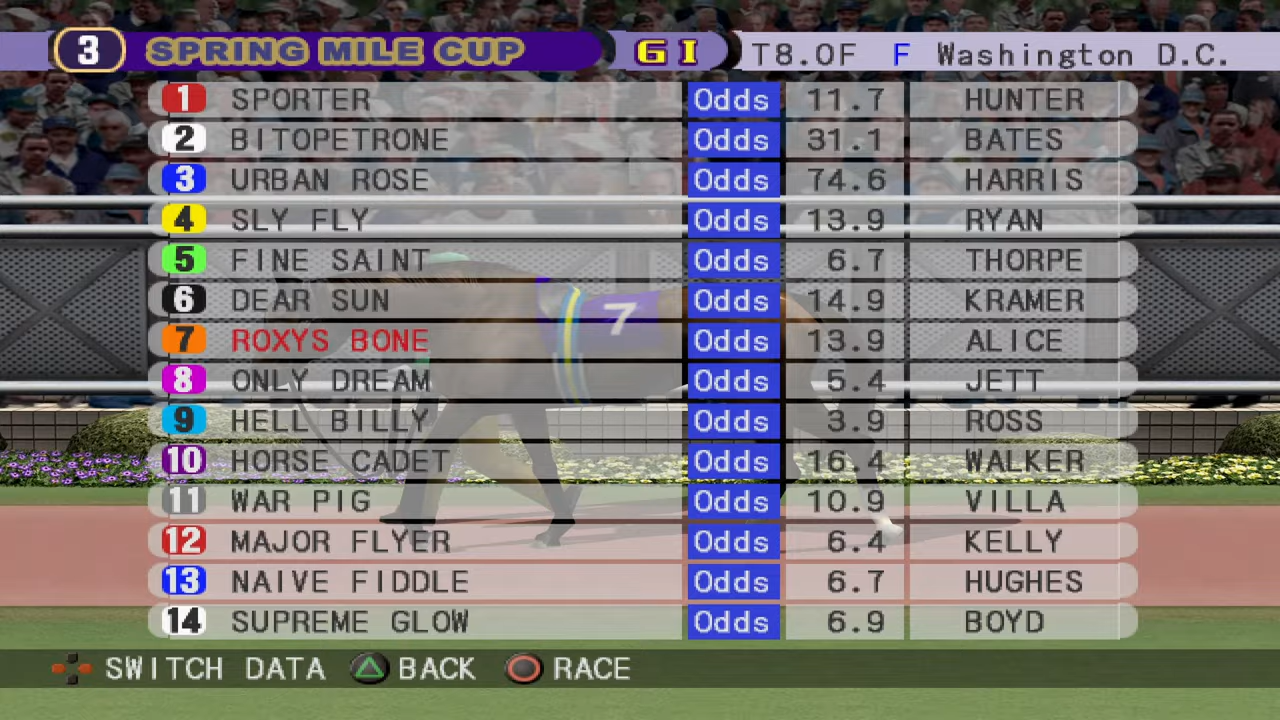 3 SPRING MILE CUP G I T8.0F F Washington D.C.
1 SPORTER Odds 11.7 HUNTER
2 BITOPETRONE Odds 31.1 BATES
3 URBAN ROSE Odds 74.6 HARRIS
4 SLY FLY Odds 13.9 RYAN
5 FINE SAINT Odds 6.7 THORPE
6 DEAR SUN Odds 14.9 KRAMER
7 ROXYS BONE Odds 13.9 ALICE
8 ONLY DREAM Odds 5.4 JETT
9 HELL BILLY Odds 3.9 ROSS
10 HORSE CADET Odds 16.4 WALKER
11 WAR PIG Odds 10.9 VILLA
12 MAJOR FLYER Odds 6.4 KELLY
13 NAIVE FIDDLE Odds 6.7 HUGHES
14 SUPREME GLOW Odds 6.9 BOYD
7
SWITCH DATA BACK RACE